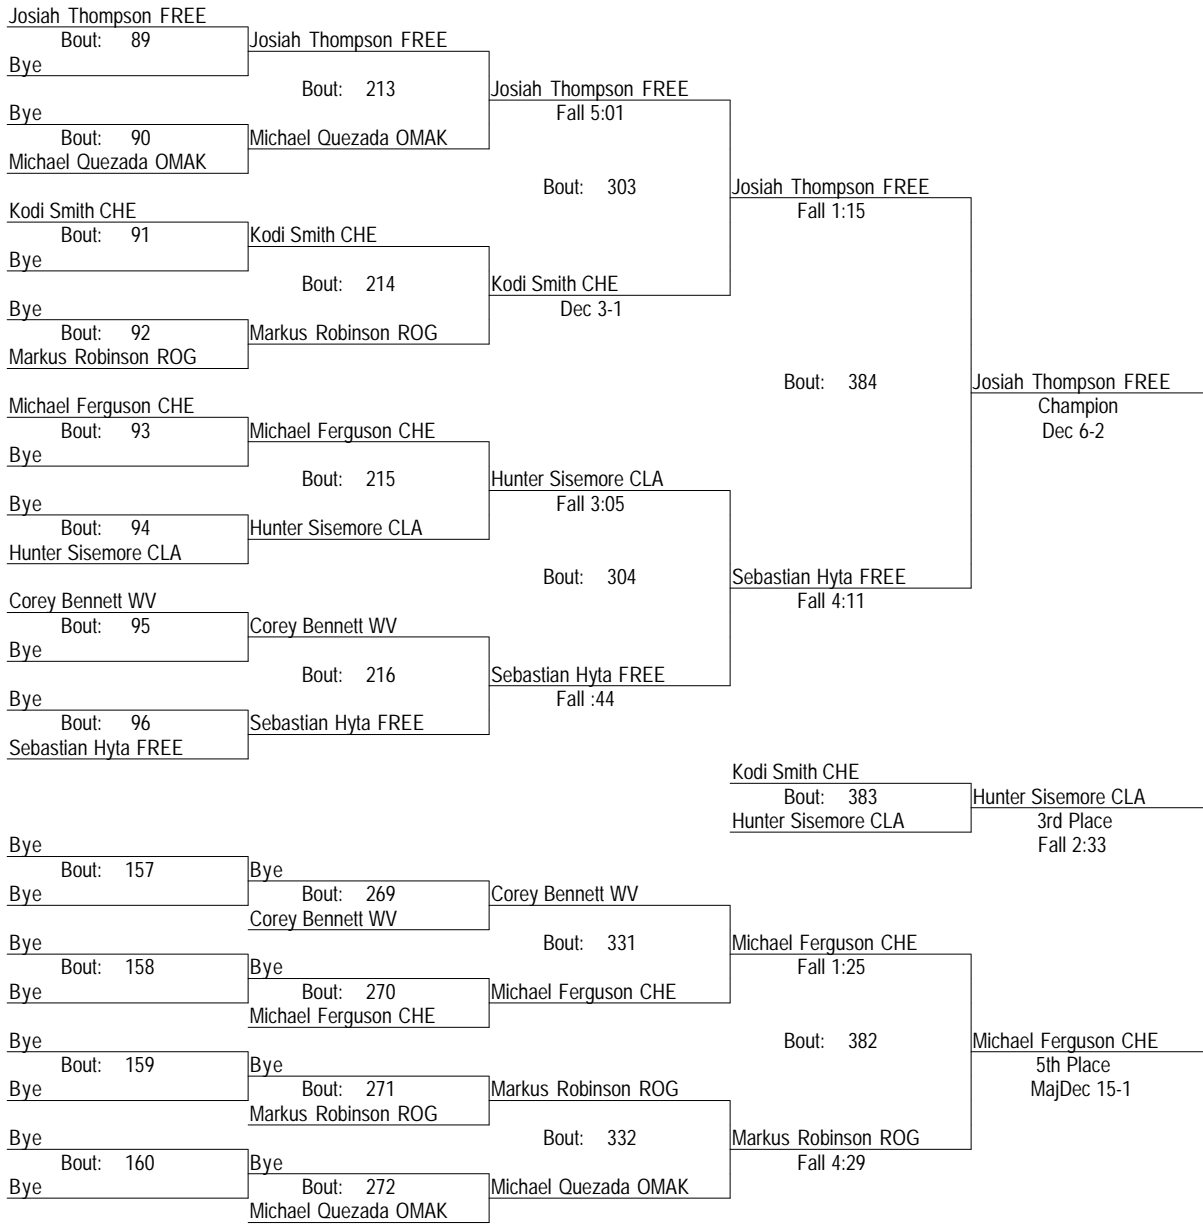 Josiah Thompson FREE
Bout: 89
Josiah Thompson FREE
Bye
Bout: 213
Josiah Thompson FREE
Bye
Fall 5:01
Bout: 90
Michael Quezada OMAK
Michael Quezada OMAK
Bout: 303
Josiah Thompson FREE
Kodi Smith CHE
Fall 1:15
Bout: 91
Kodi Smith CHE
Bye
Bout: 214
Kodi Smith CHE
Bye
Dec 3-1
Bout: 92
Markus Robinson ROG
Markus Robinson ROG
Bout: 384
Josiah Thompson FREE
Michael Ferguson CHE
Champion
Bout: 93
Michael Ferguson CHE
Dec 6-2
Bye
Bout: 215
Hunter Sisemore CLA
Bye
Fall 3:05
Bout: 94
Hunter Sisemore CLA
Hunter Sisemore CLA
Bout: 304
Sebastian Hyta FREE
Corey Bennett WV
Fall 4:11
Bout: 95
Corey Bennett WV
Bye
Bout: 216
Sebastian Hyta FREE
Bye
Fall :44
Bout: 96
Sebastian Hyta FREE
Sebastian Hyta FREE
Kodi Smith CHE
Bout: 383
Hunter Sisemore CLA
Hunter Sisemore CLA
3rd Place
Fall 2:33
Bye
Bout: 157
Bye
Bye
Bout: 269
Corey Bennett WV
Corey Bennett WV
Bye
Bout: 331
Michael Ferguson CHE
Bout: 158
Bye
Fall 1:25
Bye
Bout: 270
Michael Ferguson CHE
Michael Ferguson CHE
Bye
Bout: 382
Michael Ferguson CHE
Bout: 159
Bye
5th Place
Bye
Bout: 271
Markus Robinson ROG
MajDec 15-1
Markus Robinson ROG
Bye
Bout: 332
Markus Robinson ROG
Bout: 160
Bye
Fall 4:29
Bye
Bout: 272
Michael Quezada OMAK
Michael Quezada OMAK